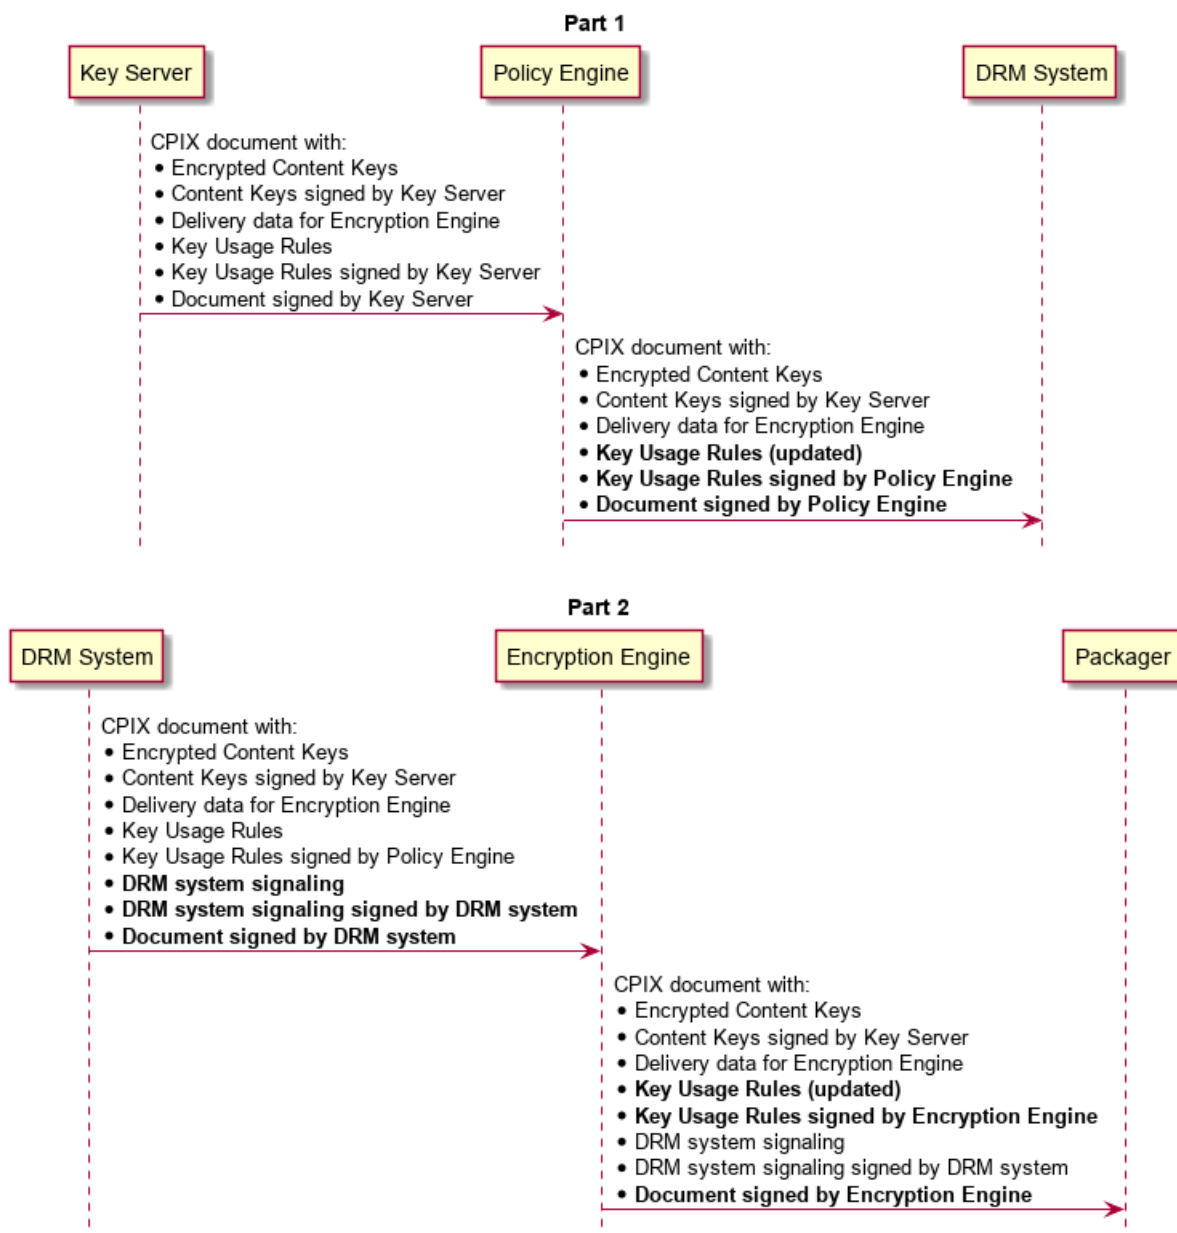 Part 1
Key Server
Policy Engine
DRM System
CPIX document with:
• Encrypted Content Keys
• Content Keys signed by Key Server
• Delivery data for Encryption Engine
• Key Usage Rules
• Key Usage Rules signed by Key Server
• Document signed by Key Server
CPIX document with:
• Encrypted Content Keys
• Content Keys signed by Key Server
• Delivery data for Encryption Engine
• Key Usage Rules (updated)
• Key Usage Rules signed by Policy Engine
• Document signed by Policy Engine
Part 2
DRM System
Encryption Engine
Packager
CPIX document with:
• Encrypted Content Keys
• Content Keys signed by Key Server
• Delivery data for Encryption Engine
• Key Usage Rules
• Key Usage Rules signed by Policy Engine
• DRM system signaling
• DRM system signaling signed by DRM system
• Document signed by DRM system
CPIX document with:
• Encrypted Content Keys
• Content Keys signed by Key Server
• Delivery data for Encryption Engine
• Key Usage Rules (updated)
• Key Usage Rules signed by Encryption Engine
• DRM system signaling
• DRM system signaling signed by DRM system
• Document signed by Encryption Engine